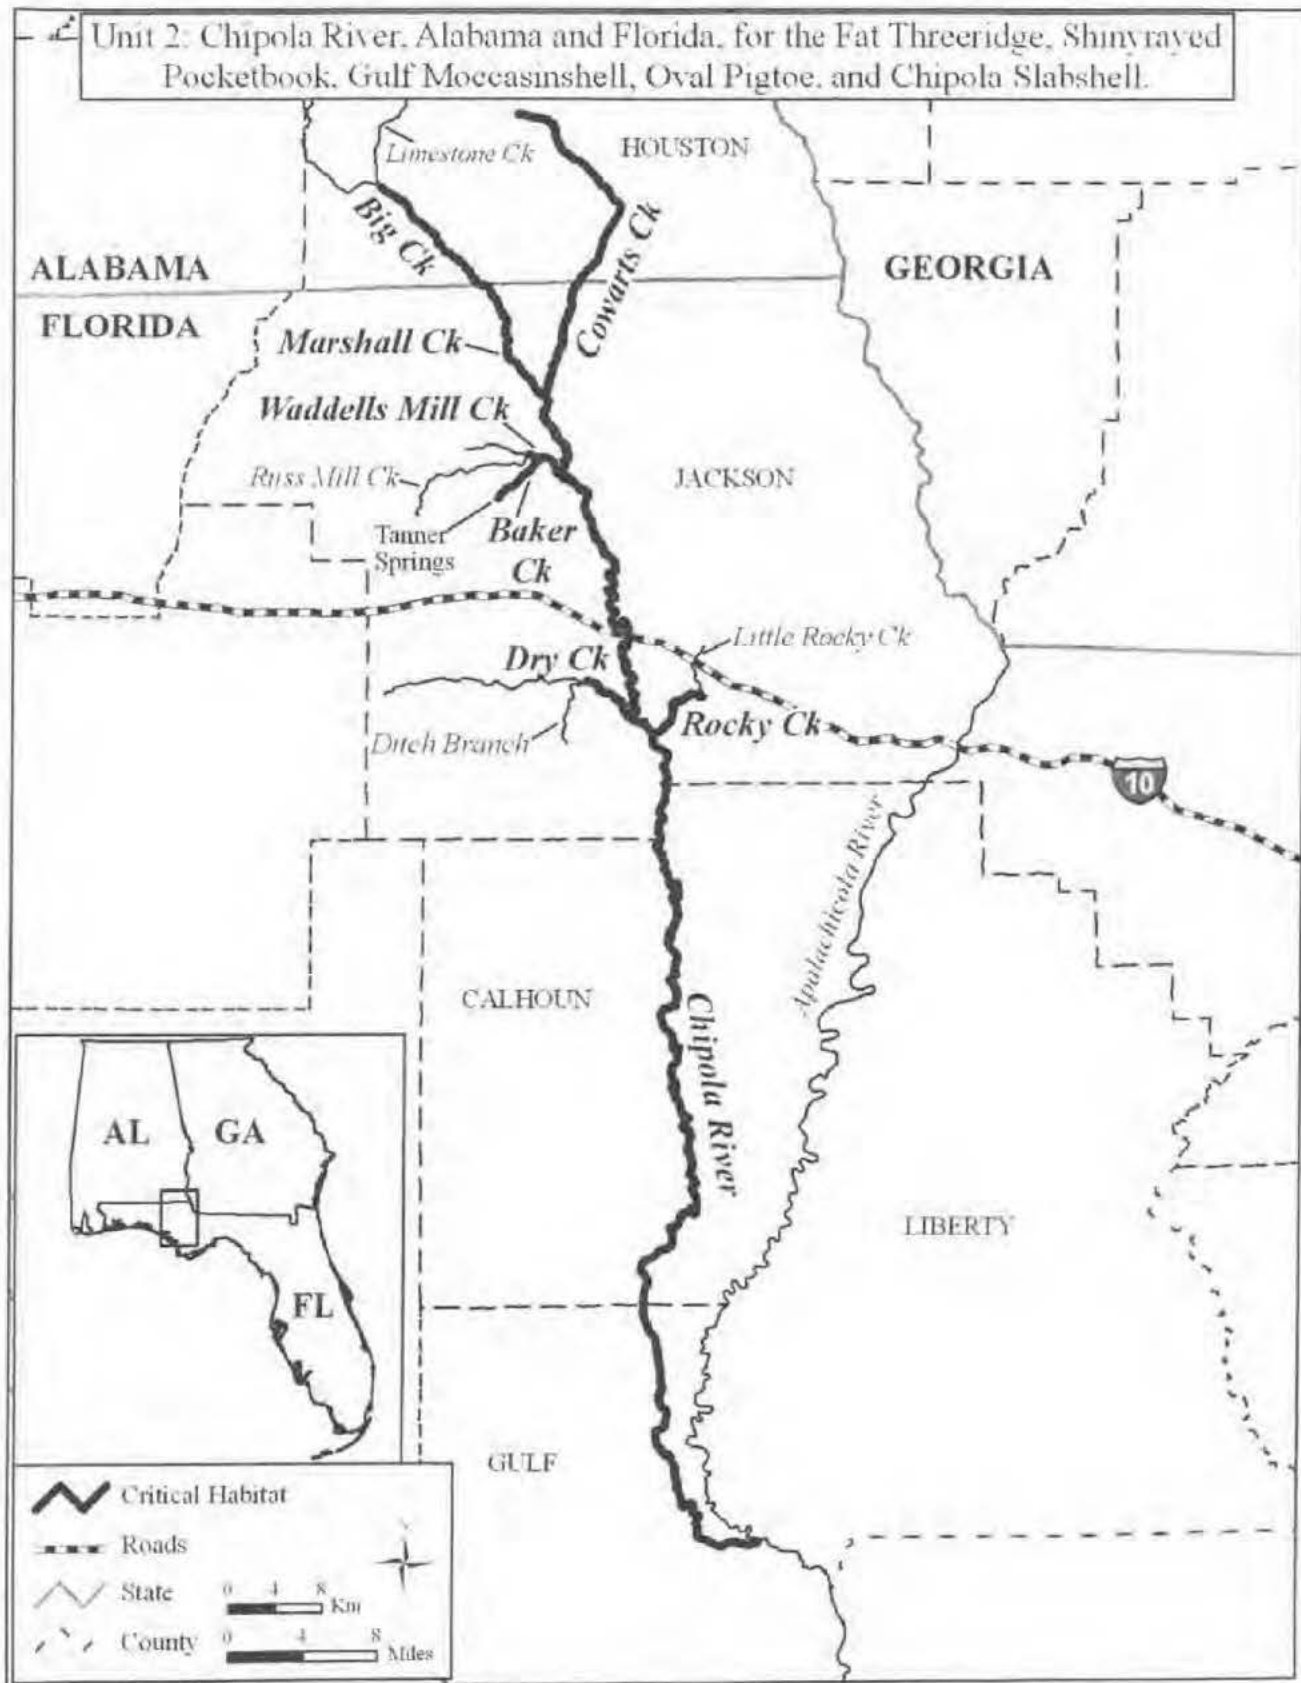 Unit 2: Chipola River, Alabama and Florida, for the Fat Threeridge, Shinyrayed
Pocketbook, Gulf Moccasinshell, Oval Pigtoe, and Chipola Slabshell.
Limestone Ck
HOUSTON
Big Ck
Cowarts Ck
ALABAMA
GEORGIA
FLORIDA
Marshall Ck
Waddells Mill Ck
Russ Mill Ck
JACKSON
Tanner
Springs
Baker
Ck
Little Rocky Ck
Dry Ck
Rocky Ck
Ditch Branch
10
Apalachicola River
CALHOUN
Chipola River
LIBERTY
AL
GA
FL
GULF
Critical Habitat
Roads
State
County
N
0 4 8
Km
0 4 8
Miles